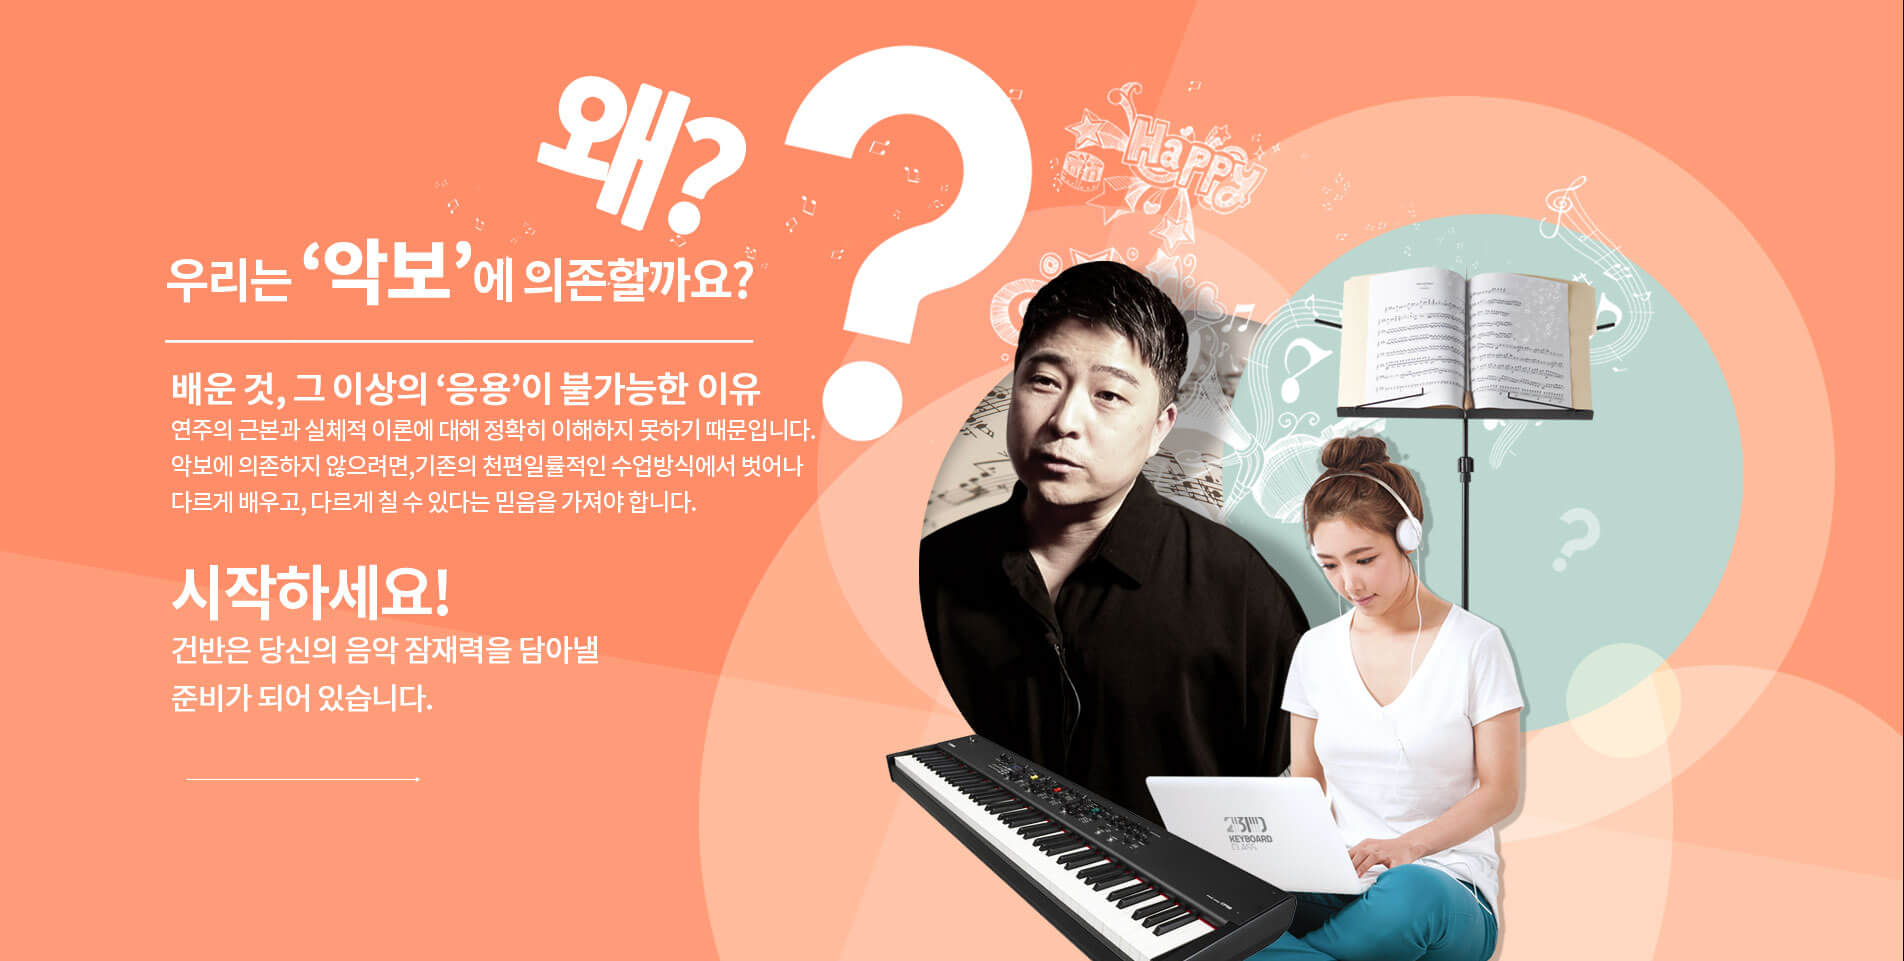 왜?
우리는 ‘악보’에 의존할까요?
배운 것, 그 이상의 ‘응용’이 불가능한 이유
연주의 근본과 실체적 이론에 대해 정확히 이해하지 못하기 때문입니다.
악보에 의존하지 않으려면,기존의 천편일률적인 수업방식에서 벗어나
다르게 배우고, 다르게 칠 수 있다는 믿음을 가져야 합니다.
시작하세요!
건반은 당신의 음악 잠재력을 담아낼
준비가 되어 있습니다.
?
Happy
?
KEYBOARD
CLASS